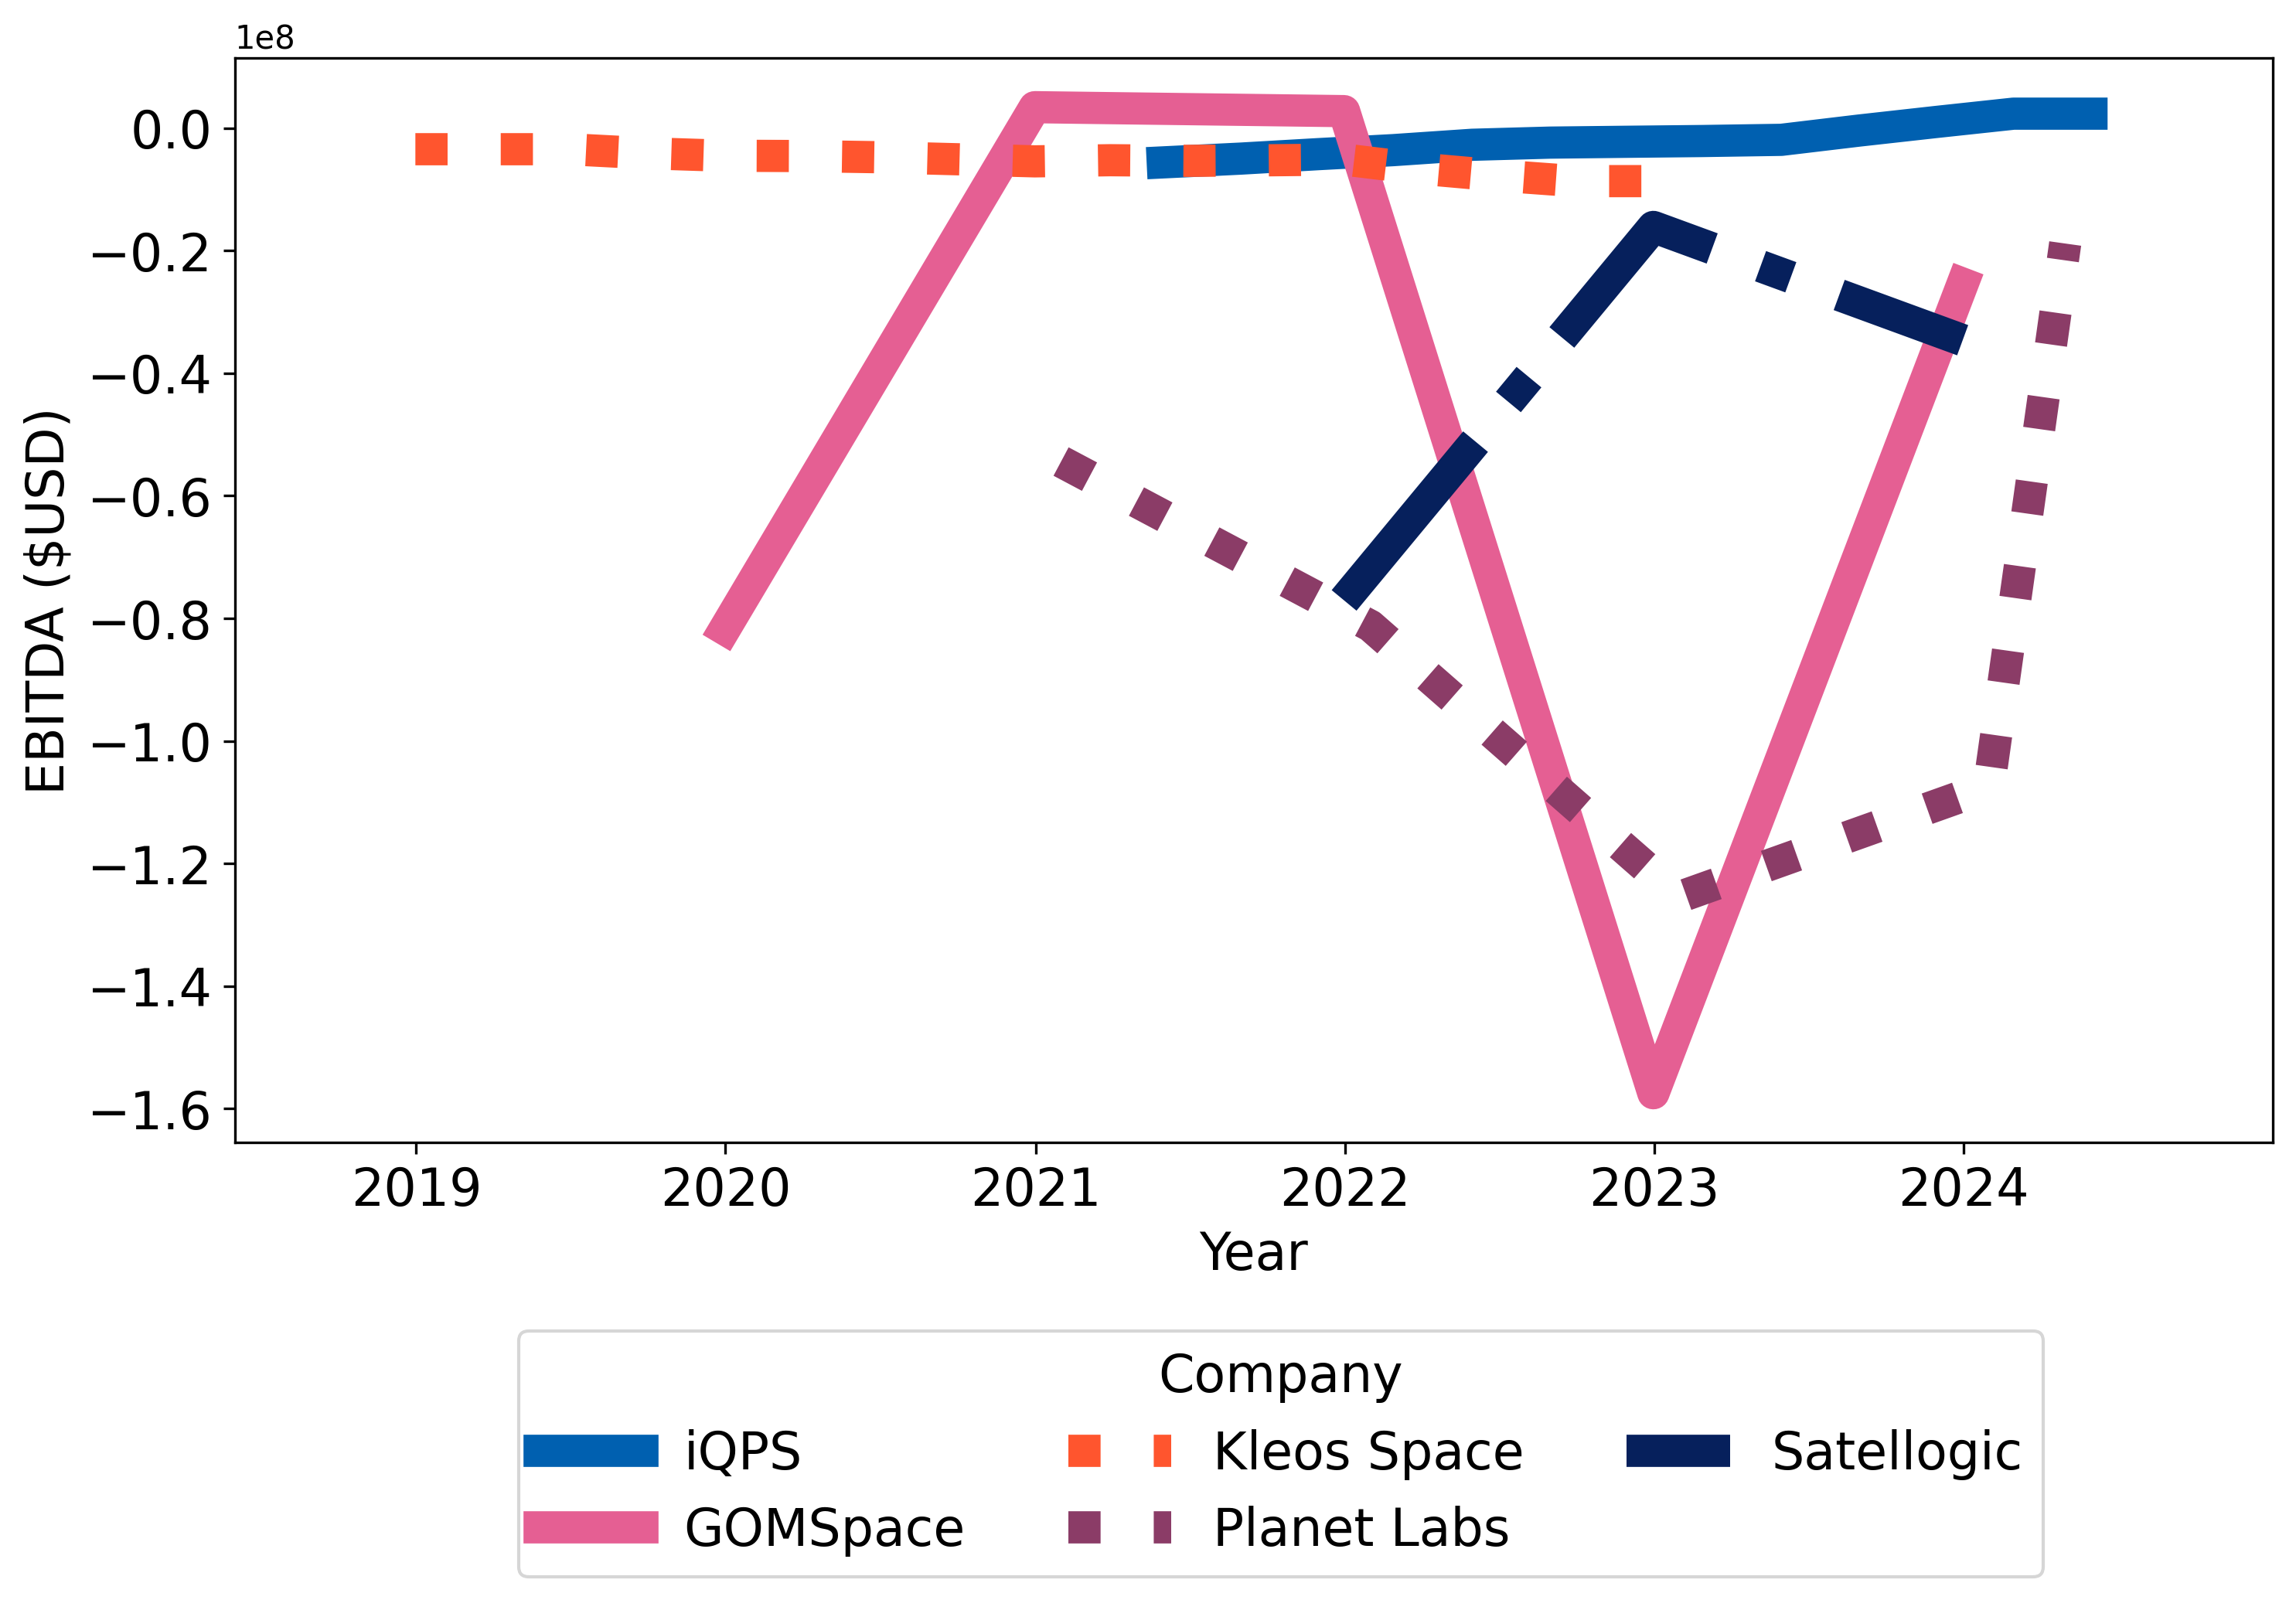 1e8
0.0
−0.2
−0.4
−0.6
−0.8
−1.0
−1.2
−1.4
−1.6
EBITDA ($USD)
2019 2020 2021 2022 2023 2024
Year
Company
iQPS Kleos Space Satellogic
GOMSpace Planet Labs